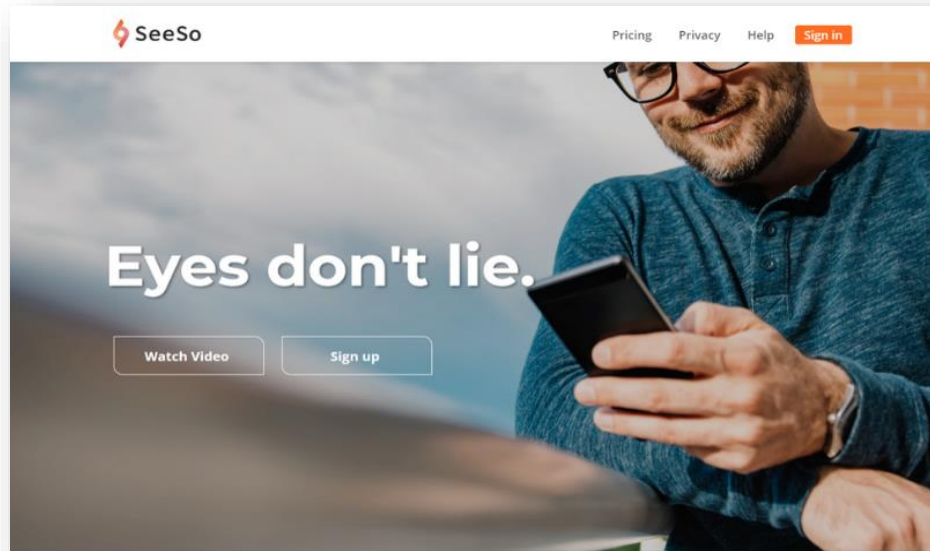 SeeSo
Pricing Privacy Help Sign in
Eyes don't lie.
Watch Video Sign up